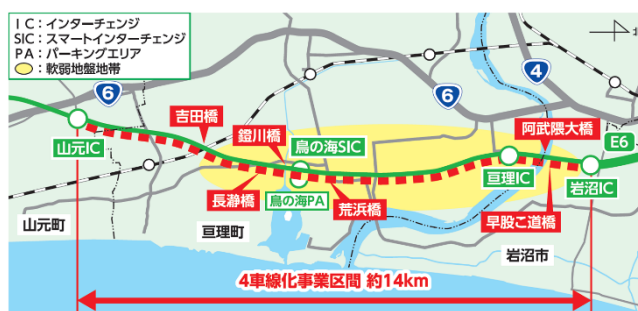 IC：インターチェンジ
SIC：スマートインターチェンジ
PA：パーキングエリア
：軟弱地盤地帯
北
6
6
4
吉田橋
鐙川橋
鳥の海SIC
阿武隈大橋
E6
山元IC
亘理IC
岩沼IC
長瀞橋
鳥の海PA
荒浜橋
早股こ道橋
山元町
亘理町
岩沼市
4車線化事業区間 約14km